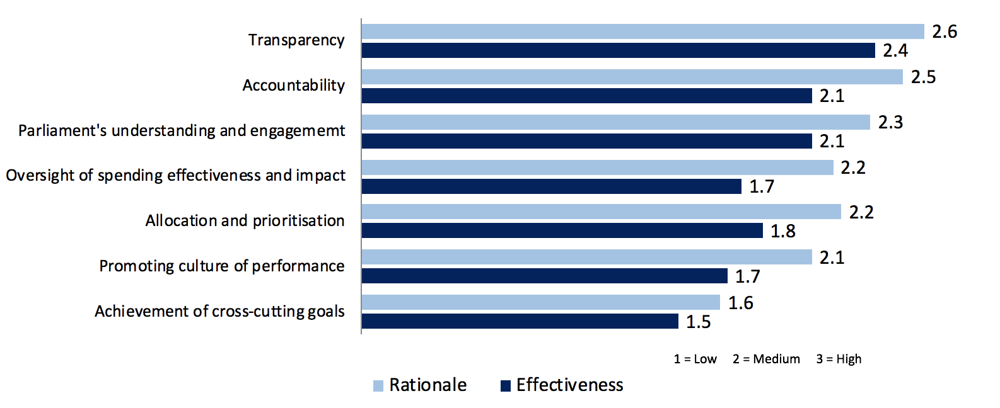 Transparency
2.6
2.4
Accountability
2.5
2.1
Parliament's understanding and engagememt
2.3
2.1
Oversight of spending effectiveness and impact
2.2
1.7
Allocation and prioritisation
2.2
1.8
Promoting culture of performance
2.1
1.7
Achievement of cross-cutting goals
1.6
1.5
1 = Low 2 = Medium 3 = High
Rationale Effectiveness